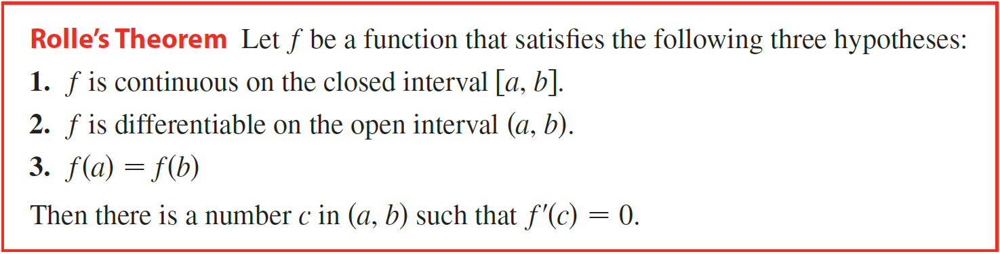 Rolle's Theorem Let f be a function that satisfies the following three hypotheses:
1. f is continuous on the closed interval [a, b].
2. f is differentiable on the open interval (a, b).
3. f(a) = f(b)
Then there is a number c in (a, b) such that f′(c) = 0.